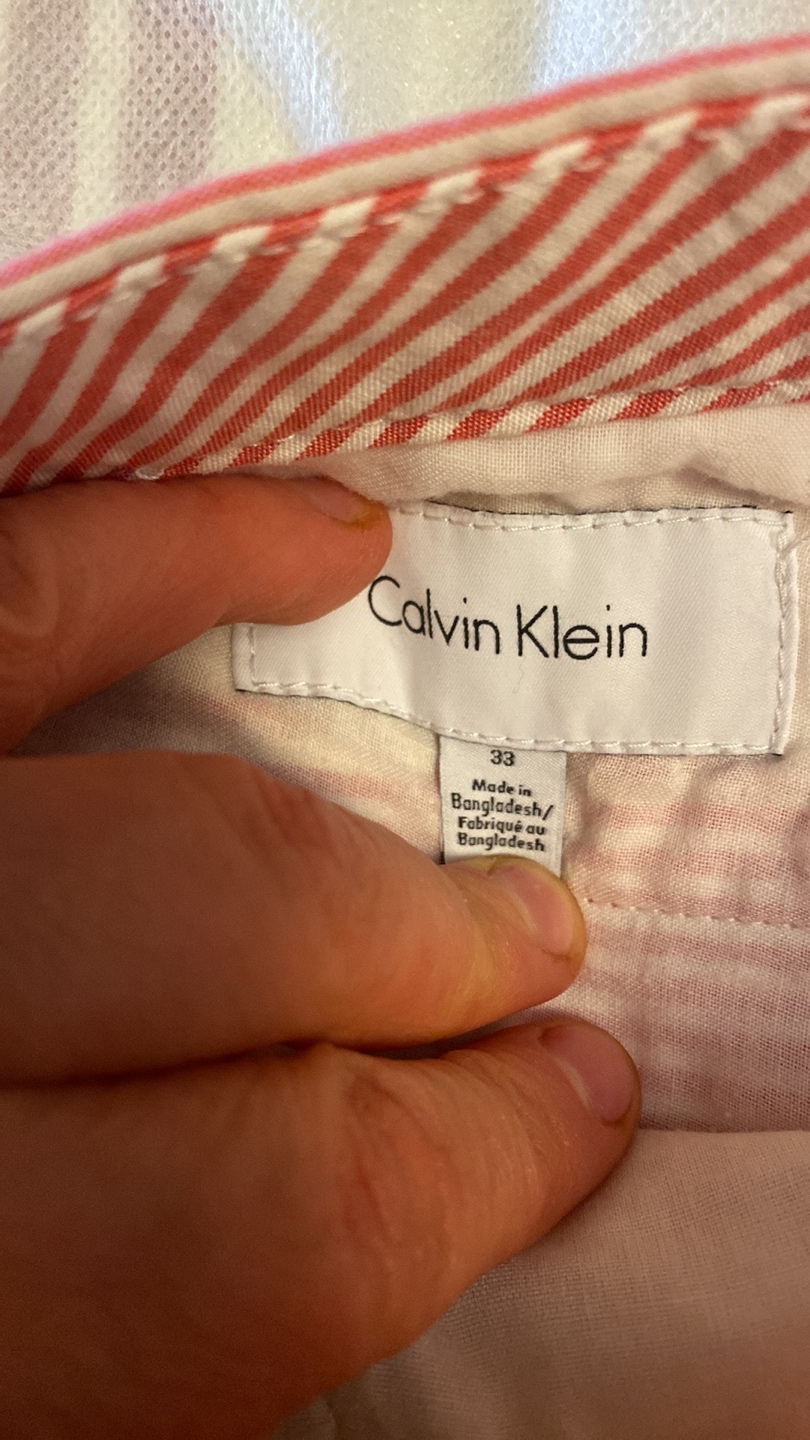 Calvin Klein
33
Made in
Bangladesh/
Fabriqué au
Bangladesh